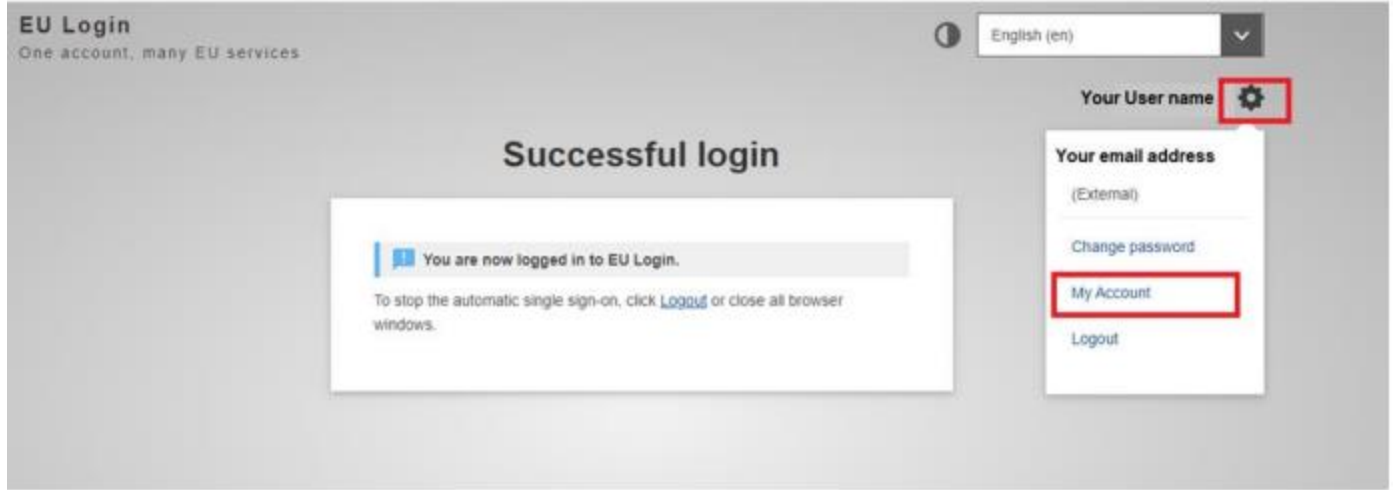 EU Login
One account, many EU services
English (en)
Your User name
Successful login
Your email address
(External)
You are now logged in to EU Login.
Change password
To stop the automatic single sign-on, click Logout or close all browser
windows.
My Account
Logout